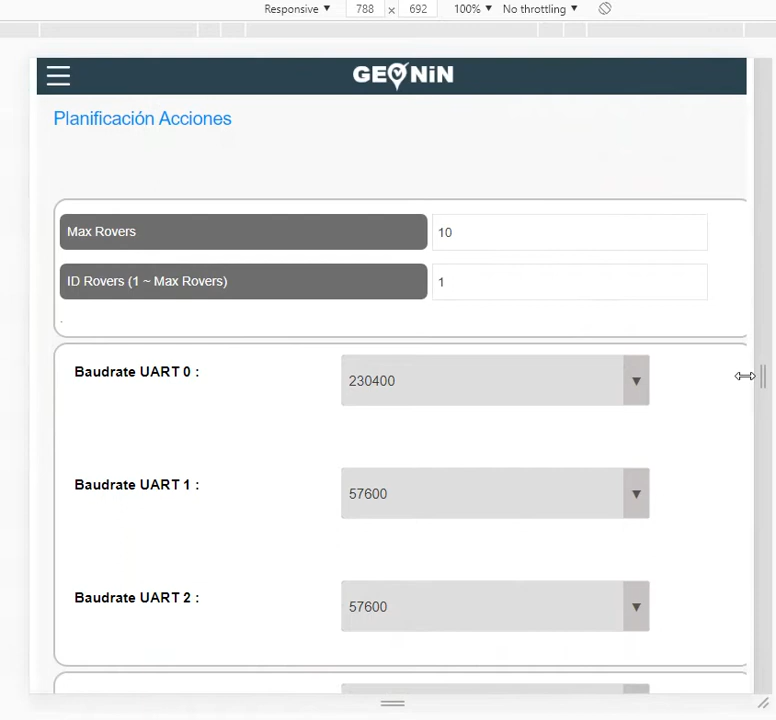 Responsive ▼ 788 x 692 100% ▼ No throttling ▼
GEONiN
Planificación Acciones
Max Rovers 10
ID Rovers (1 ~ Max Rovers) 1
.
Baudrate UART 0 : 230400 ▼
Baudrate UART 1 : 57600 ▼
Baudrate UART 2 : 57600 ▼